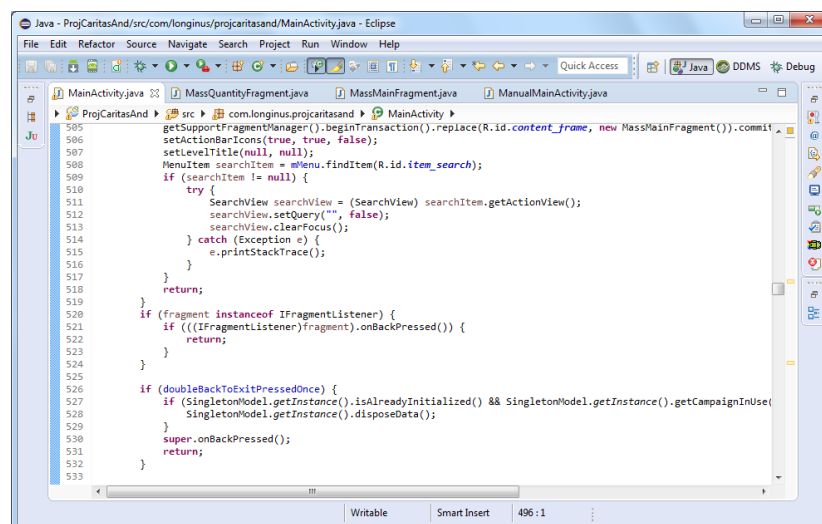 Java - ProjCaritasAnd/src/com/longinus/projcaritasand/MainActivity.java - Eclipse
File Edit Refactor Source Navigate Search Project Run Window Help
Quick Access Java DDMS Debug
MainActivity.java MassQuantityFragment.java MassMainFragment.java ManualMainActivity.java
ProjCaritasAnd src com.longinus.projcaritasand MainActivity
505 getSupportFragmentManager().beginTransaction().replace(R.id.content_frame, new MassMainFragment()).commit
506 setActionBarIcons(true, true, false);
507 setLevelTitle(null, null);
508 MenuItem searchItem = mMenu.findItem(R.id.item_search);
509 if (searchItem != null) {
510 try {
511 SearchView searchView = (SearchView) searchItem.getActionView();
512 searchView.setQuery("", false);
513 searchView.clearFocus();
514 } catch (Exception e) {
515 e.printStackTrace();
516 }
517 }
518 return;
519 }
520 if (fragment instanceof IFragmentListener) {
521 if (((IFragmentListener)fragment).onBackPressed()) {
522 return;
523 }
524 }
525
526 if (doubleBackToExitPressedOnce) {
527 if (SingletonModel.getInstance().isAlreadyInitialized() && SingletonModel.getInstance().getCampaignInUse(
528 SingletonModel.getInstance().disposeData();
529 }
530 super.onBackPressed();
531 return;
532 }
533
Writable Smart Insert 496 : 1